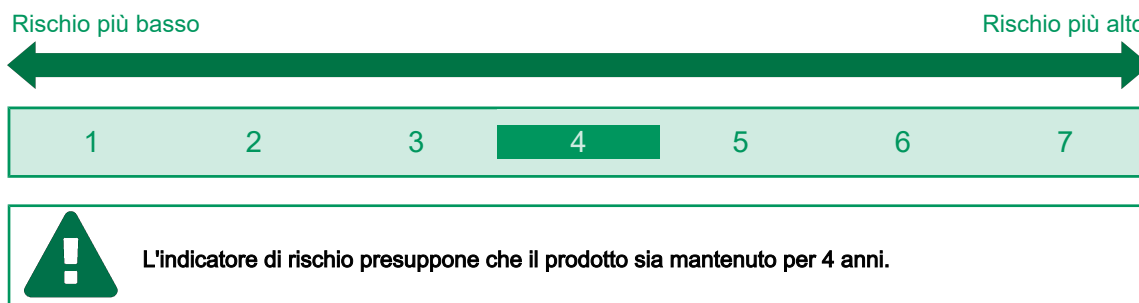 Rischio più basso Rischio più alto
1 2 3 4 5 6 7
L'indicatore di rischio presuppone che il prodotto sia mantenuto per 4 anni.